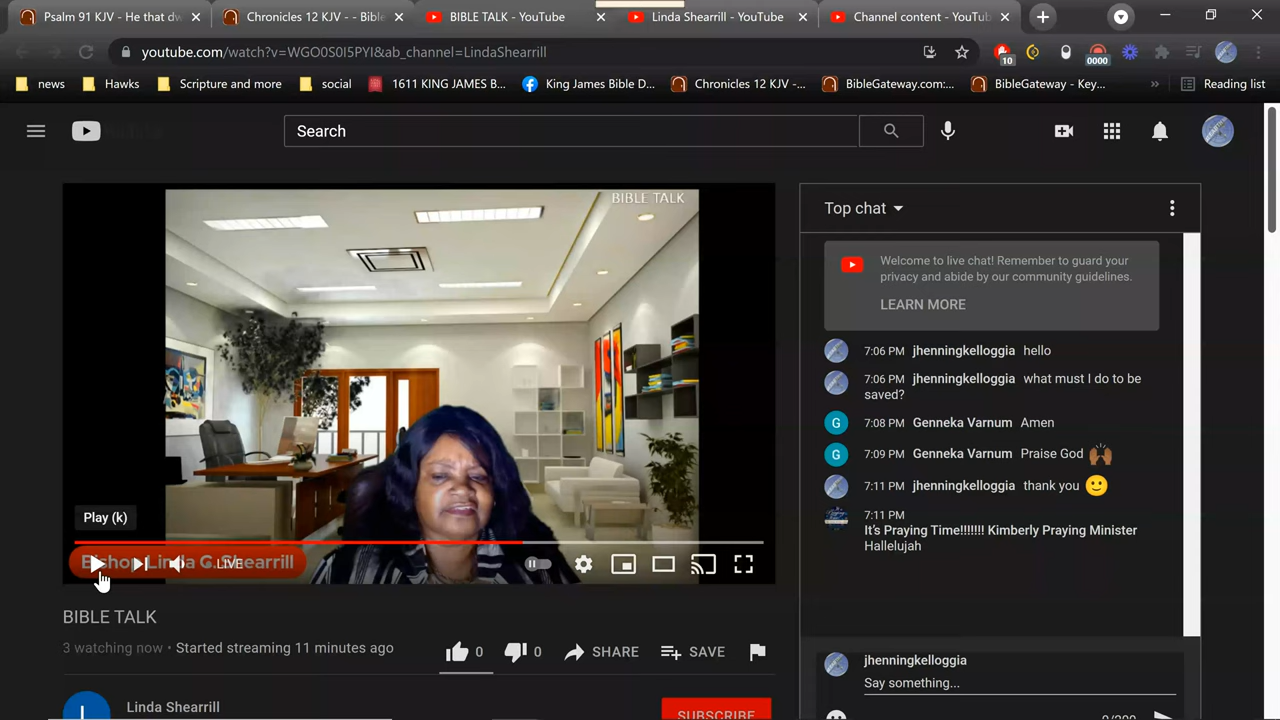 Psalm 91 KJV - He that dw
Chronicles 12 KJV - - Bible
BIBLE TALK - YouTube
Linda Shearrill - YouTube
Channel content - YouTub
youtube.com/watch?v=WGO0S0I5PYI&ab_channel=LindaShearrill
10
0000
news
Hawks
Scripture and more
social
1611 KING JAMES B...
King James Bible D...
Chronicles 12 KJV -...
BibleGateway.com:...
BibleGateway - Key...
Reading list
Search
BIBLE TALK
Top chat
Welcome to live chat! Remember to guard your
privacy and abide by our community guidelines.
LEARN MORE
7:06 PM jhenningkelloggia hello
7:06 PM jhenningkelloggia what must I do to be
saved?
G 7:08 PM Genneka Varnum Amen
G 7:09 PM Genneka Varnum Praise God
7:11 PM jhenningkelloggia thank you
7:11 PM
It's Praying Time!!!!!!! Kimberly Praying Minister
Hallelujah
Play (k)
Bishop Linda G. Shearrill
LIVE
BIBLE TALK
3 watching now • Started streaming 11 minutes ago
0
0
SHARE
SAVE
jhenningkelloggia
Say something...
0/200
L
Linda Shearrill
SUBSCRIBE